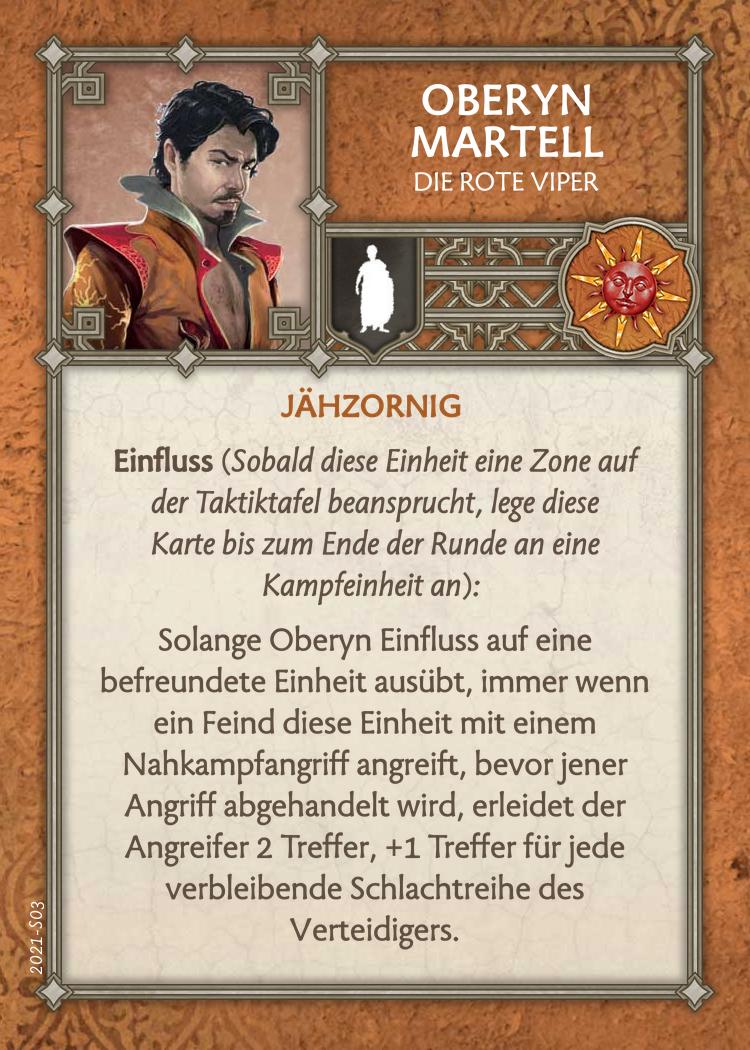 OBERYN
MARTELL
DIE ROTE VIPER
JÄHZORNIG
Einfluss (Sobald diese Einheit eine Zone auf
der Taktiktafel beansprucht, lege diese
Karte bis zum Ende der Runde an eine
Kampfeinheit an):
Solange Oberyn Einfluss auf eine
befreundete Einheit ausübt, immer wenn
ein Feind diese Einheit mit einem
Nahkampfangriff angreift, bevor jener
Angriff abgehandelt wird, erleidet der
Angreifer 2 Treffer, +1 Treffer für jede
verbleibende Schlachtreihe des
Verteidigers.
2021-S03